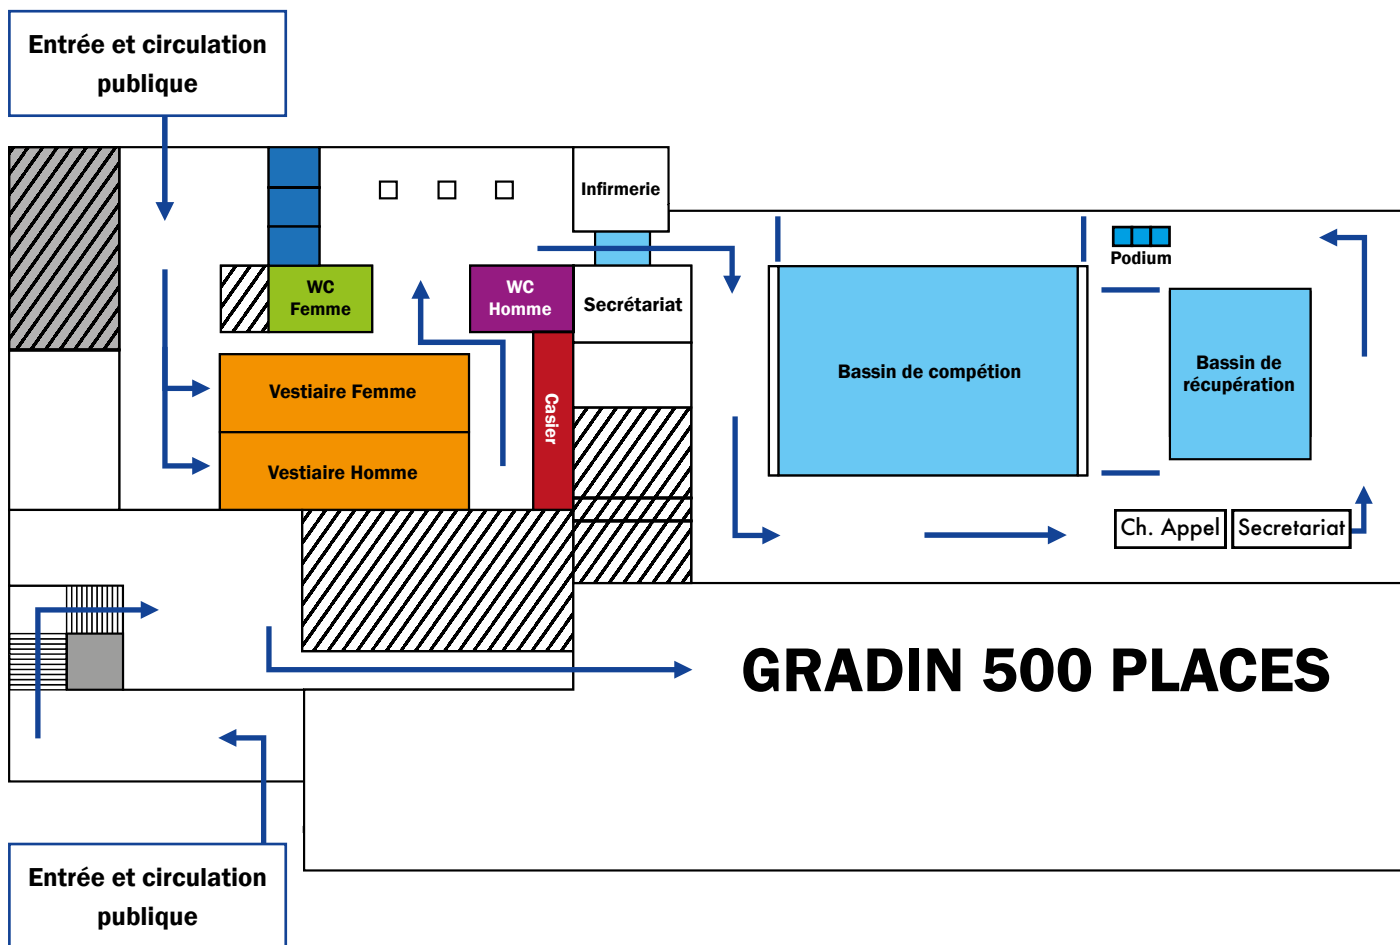 Entrée et circulation
publique
Infirmerie
Podium
WC
Femme
WC
Homme
Secrétariat
Bassin de compétion
Bassin de
récupération
Vestiaire Femme
Casier
Vestiaire Homme
Ch. Appel
Secretariat
GRADIN 500 PLACES
Entrée et circulation
publique